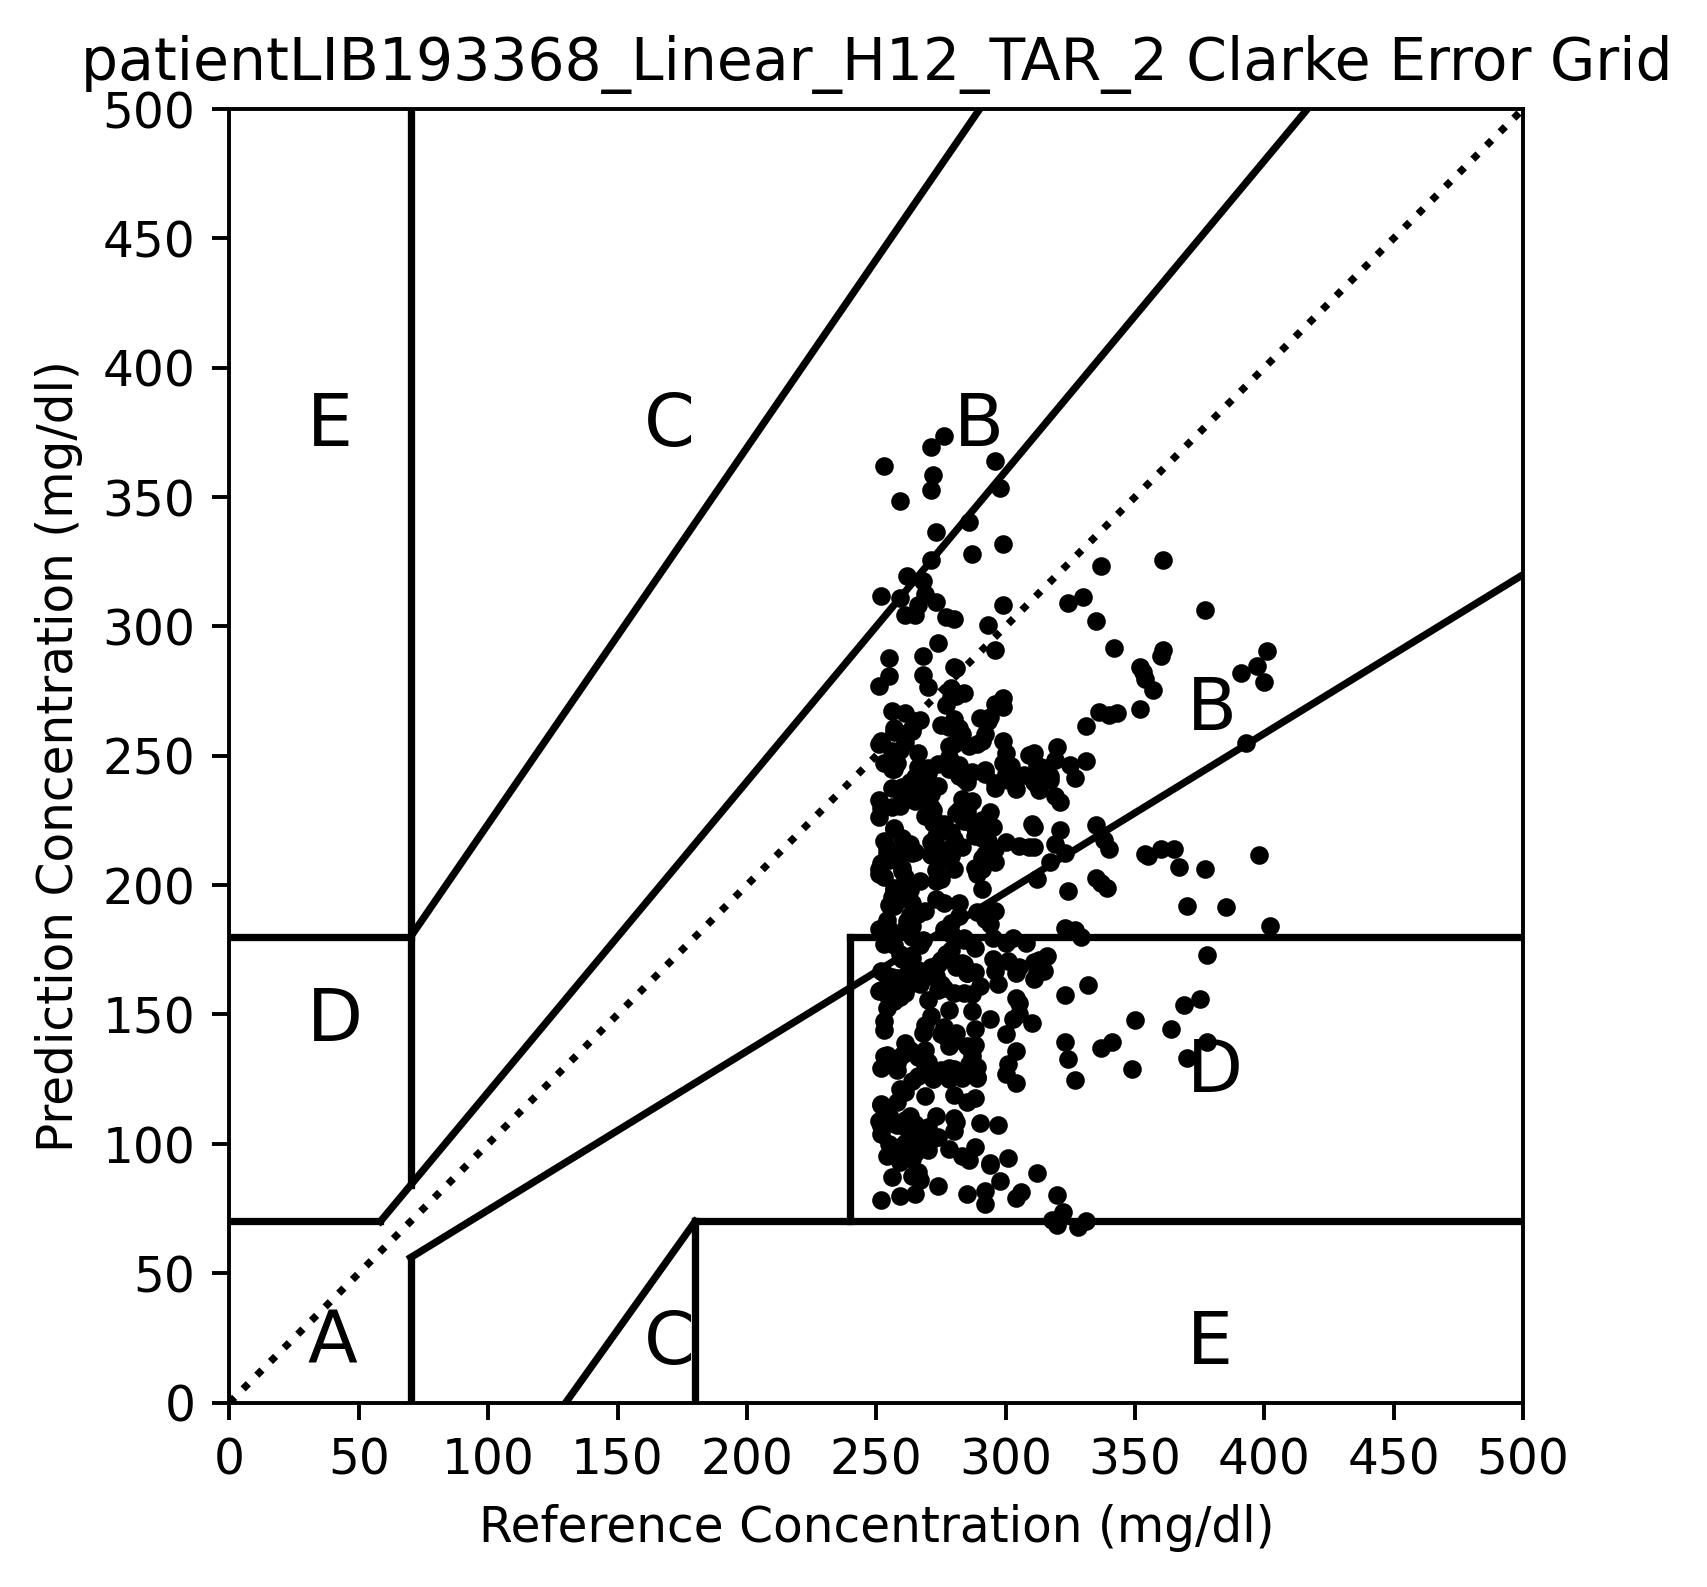 patientLIB193368_Linear_H12_TAR_2 Clarke Error Grid
Prediction Concentration (mg/dl)
500
450
400
350
300
250
200
150
100
50
0
E
C
B
B
D
D
A
C
E
0 50 100 150 200 250 300 350 400 450 500
Reference Concentration (mg/dl)